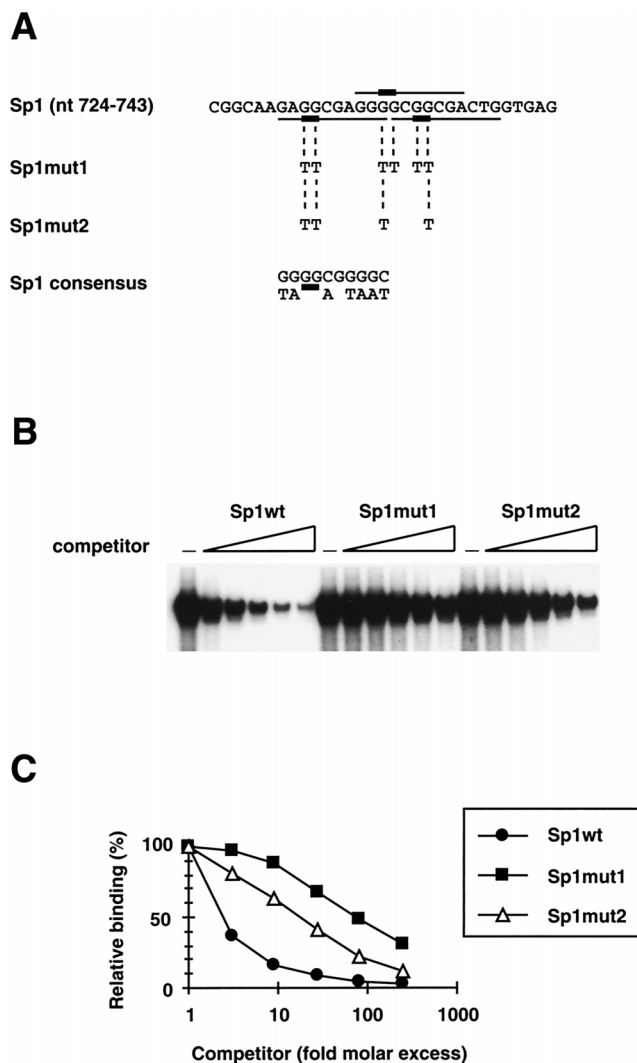 A
Sp1 (nt 724-743) CGGCAAGAGGCGAGGGGCGGCGACTGGTGAG
Sp1mut1 TT TT TT
Sp1mut2 TT T T
Sp1 consensus GGGGCGGGGC
TA A TAAT
B
Sp1wt Sp1mut1 Sp1mut2
competitor – – –
C
100
50
0
Relative binding (%)
1 10 100 1000
Competitor (fold molar excess)
Sp1wt
Sp1mut1
Sp1mut2